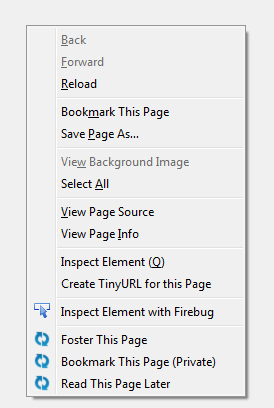 Back
Forward
Reload
Bookmark This Page
Save Page As...
View Background Image
Select All
View Page Source
View Page Info
Inspect Element (Q)
Create TinyURL for this Page
Inspect Element with Firebug
Foster This Page
Bookmark This Page (Private)
Read This Page Later